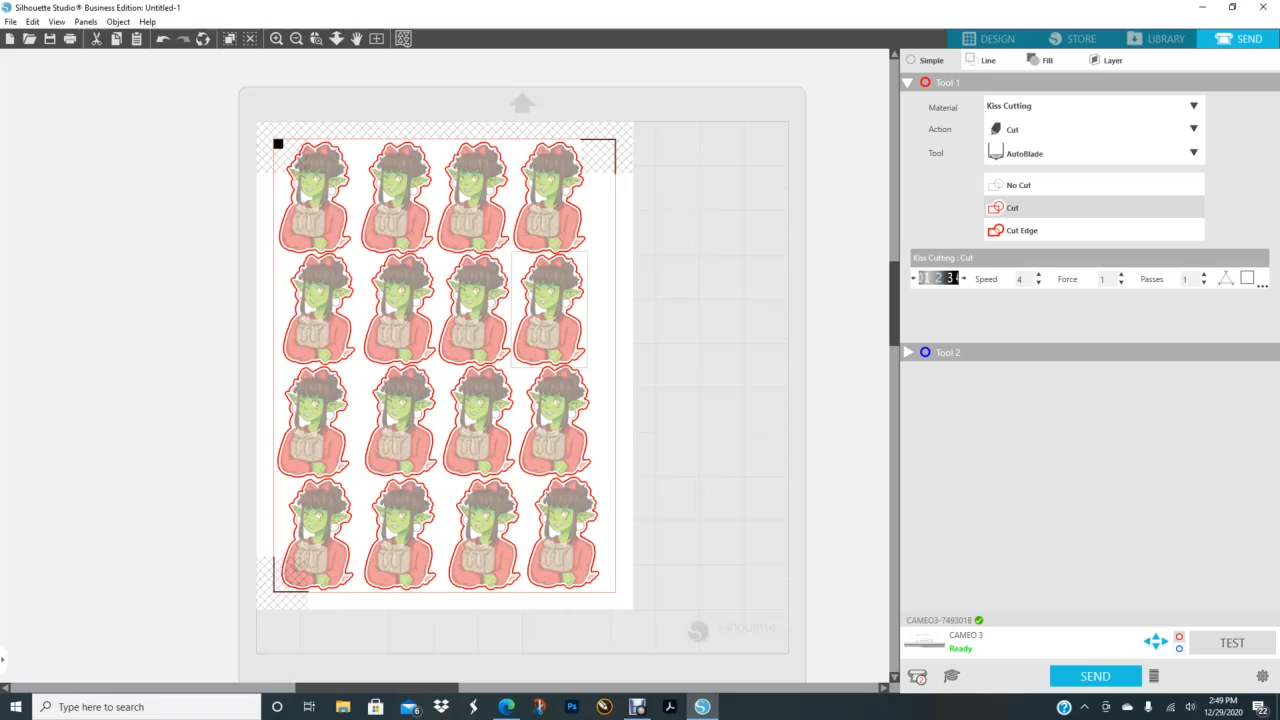 Silhouette Studio® Business Edition: Untitled-1
File Edit View Panels Object Help
DESIGN STORE LIBRARY SEND
Simple Line Fill Layer
Tool 1
Material Kiss Cutting
Action Cut
Tool AutoBlade
No Cut
Cut
Cut Edge
Kiss Cutting : Cut
Speed 4 Force 1 Passes 1
Tool 2
silhouette
CAMEO3-7493018
CAMEO 3
Ready
TEST
SEND
Type here to search
2:49 PM
12/29/2020